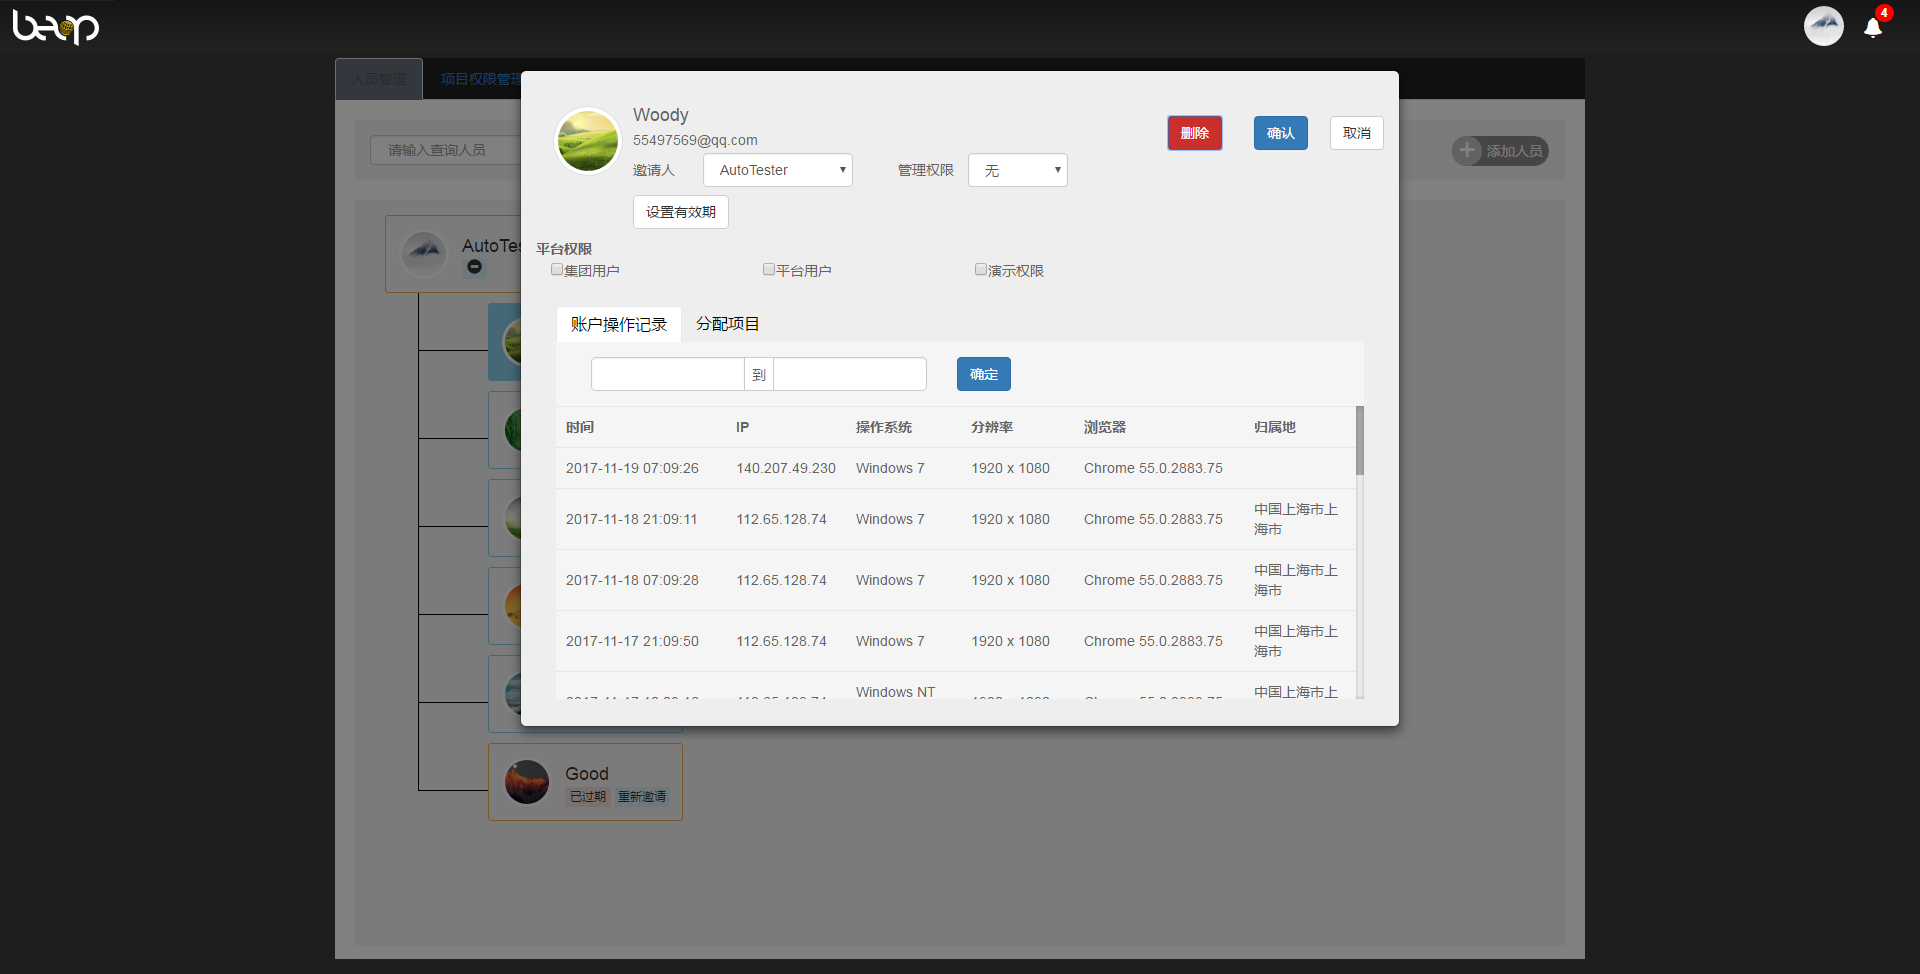 beop
4
人员管理
项目权限管理
请输入查询人员
添加人员
AutoTes
Woody
55497569@qq.com
邀请人
AutoTester
管理权限
无
设置有效期
删除
确认
取消
平台权限
集团用户
平台用户
演示权限
账户操作记录
分配项目
到
确定
时间 IP 操作系统 分辨率 浏览器 归属地
2017-11-19 07:09:26 140.207.49.230 Windows 7 1920 x 1080 Chrome 55.0.2883.75
2017-11-18 21:09:11 112.65.128.74 Windows 7 1920 x 1080 Chrome 55.0.2883.75 中国上海市上
海市
2017-11-18 07:09:28 112.65.128.74 Windows 7 1920 x 1080 Chrome 55.0.2883.75 中国上海市上
海市
2017-11-17 21:09:50 112.65.128.74 Windows 7 1920 x 1080 Chrome 55.0.2883.75 中国上海市上
海市
Windows NT 中国上海市上
Good
已过期 重新邀请